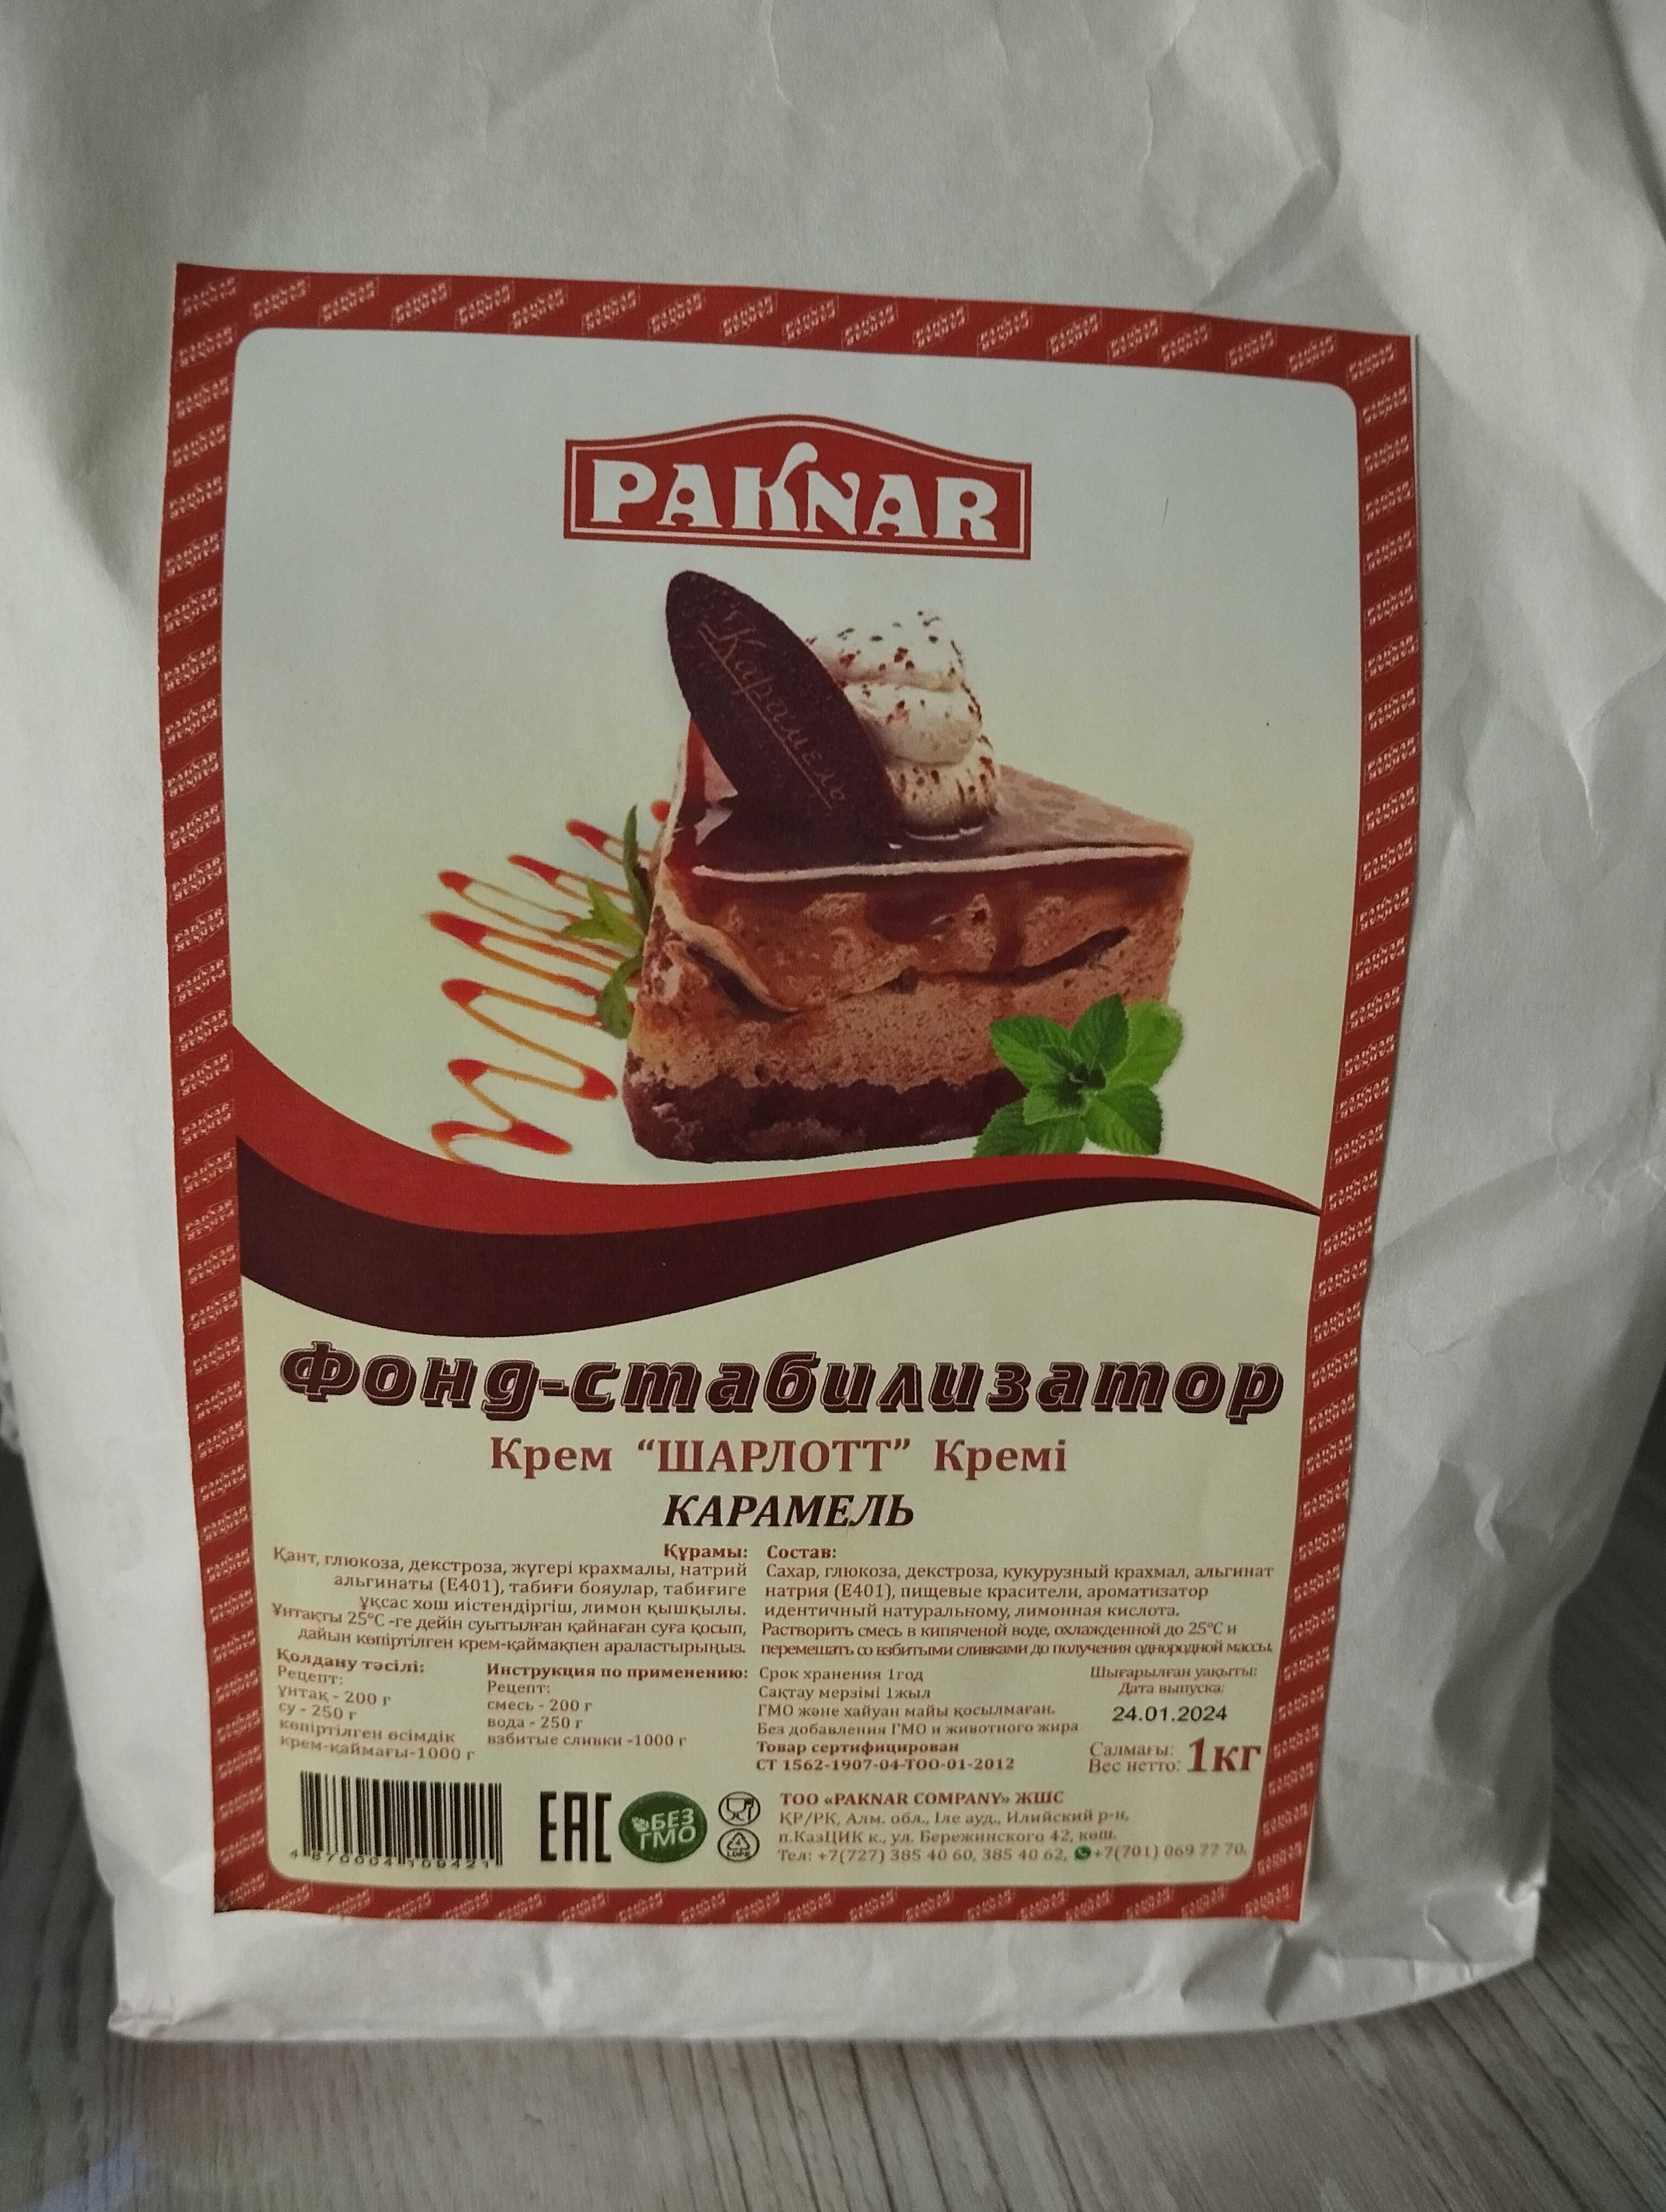 PAKNAR
Карамель
Фонд-стабилизатор
Крем “ШАРЛОТТ” Кремі
КАРАМЕЛЬ
Құрамы:
Қант, глюкоза, декстроза, жүгері крахмалы, натрий
альгинаты (Е401), табиғи бояулар, табиғиге
ұқсас хош иістендіргіш, лимон қышқылы.
Ұнтақты 25°С -ге дейін суытылған қайнаған суға қосып,
дайын көпіртілген крем-қаймақпен араластырыңыз.
Состав:
Сахар, глюкоза, декстроза, кукурузный крахмал, альгинат
натрия (Е401), пищевые красители, ароматизатор
идентичный натуральному, лимонная кислота.
Растворить смесь в кипяченой воде, охлажденной до 25°С и
перемешать со взбитыми сливками до получения однородной массы.
Қолдану тәсілі:
Рецепт:
ұнтақ - 200 г
су - 250 г
көпіртілген өсімдік
крем-қаймағы-1000 г
Инструкция по применению:
Рецепт:
смесь - 200 г
вода - 250 г
взбитые сливки -1000 г
Срок хранения 1год
Сақтау мерзімі 1жыл
ГМО және хайуан майы қосылмаған.
Без добавления ГМО и животного жира
Товар сертифицирован
СТ 1562-1907-04-ТОО-01-2012
Шығарылған уақыты:
Дата выпуска:
24.01.2024
Салмағы:
Вес нетто: 1кг
4 870004 109421
EAC
БЕЗ
ГМО
4
LDPE
ТОО «PAKNAR COMPANY» ЖШС
ҚР/РК, Алм. обл., Іле ауд., Илийский р-н,
п.КазЦИК к., ул. Бережинского 42, көш.
Тел: +7(727) 385 40 60, 385 40 62, +7(701) 069 77 70.